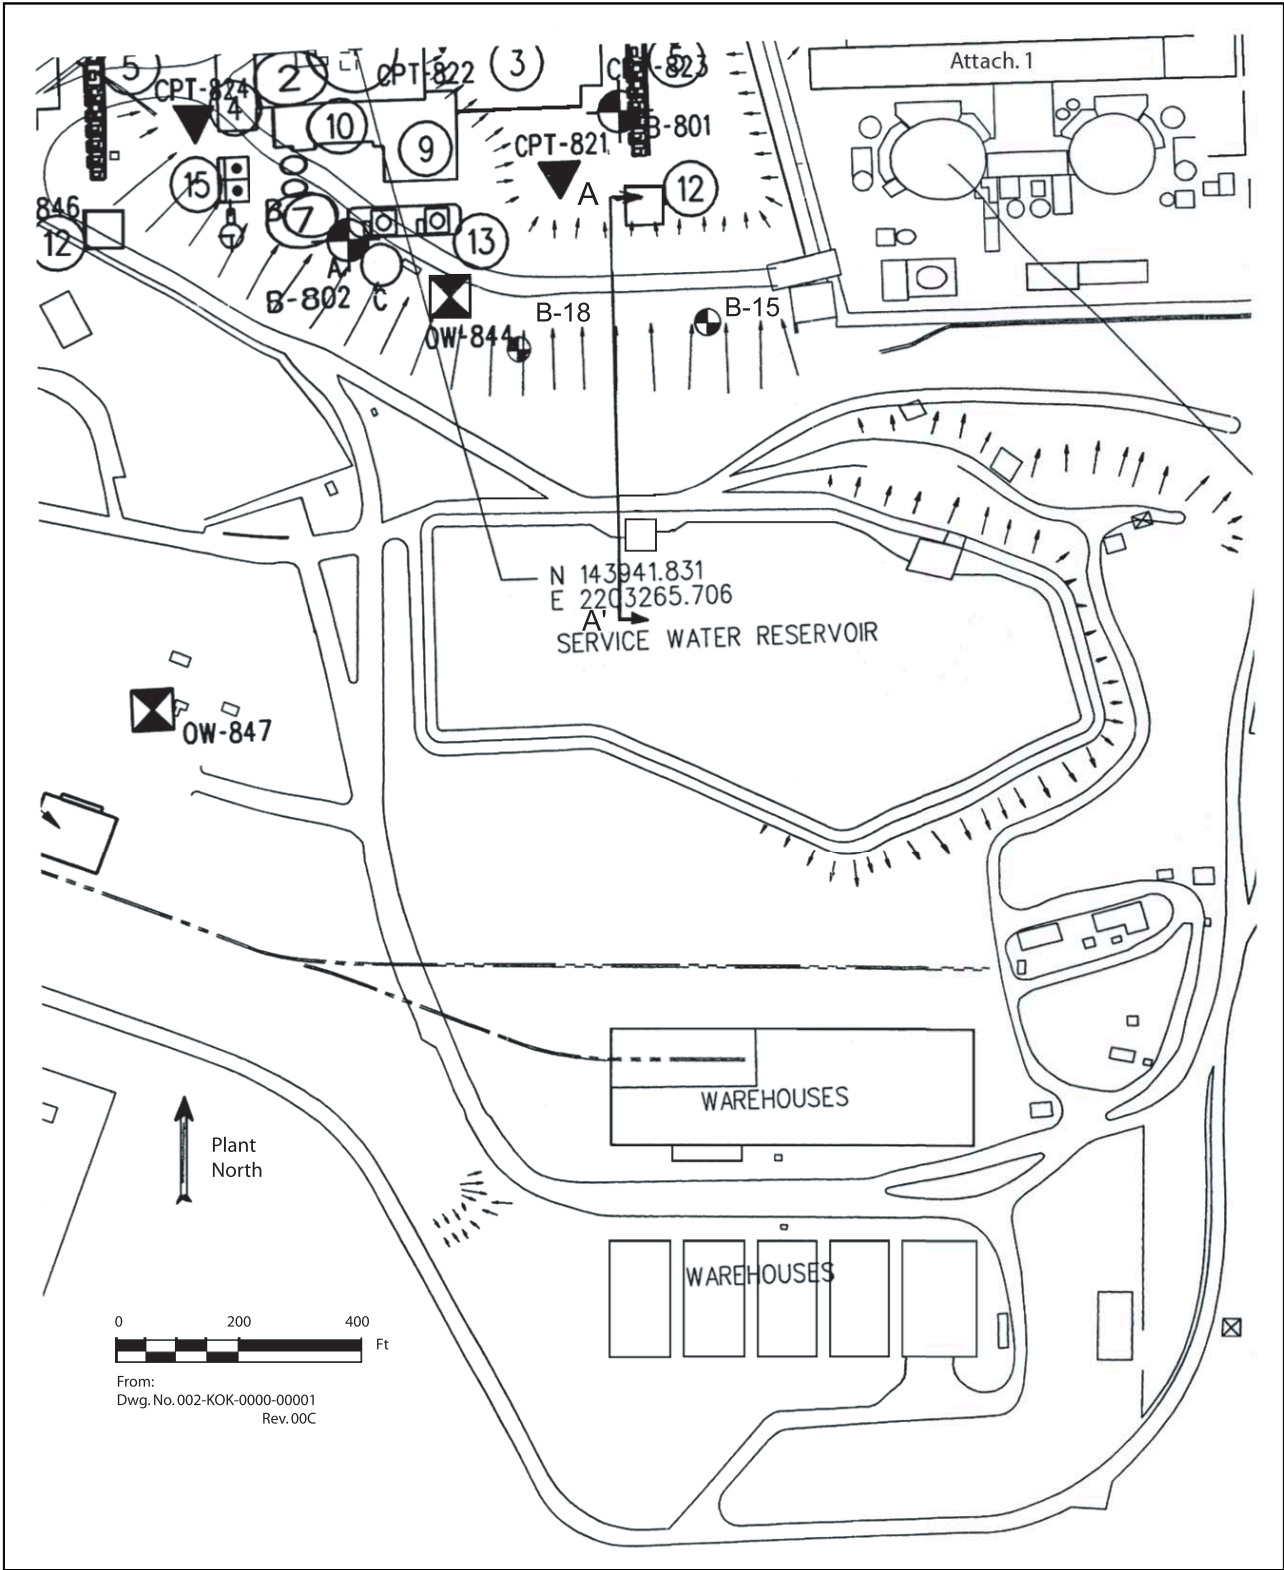 Attach. 1
5
CPT-824
4
2
CPT-822
3
5
823
10
9
B-801
CPT-821
15
A
12
846
12
7
13
A
B-802
C
OW-844
B-18
B-15
N 143941.831
E 2203265.706
A'
SERVICE WATER RESERVOIR
OW-847
WAREHOUSES
Plant
North
WAREHOUSES
0 200 400
Ft
From:
Dwg. No. 002-KOK-0000-00001
Rev. 00C